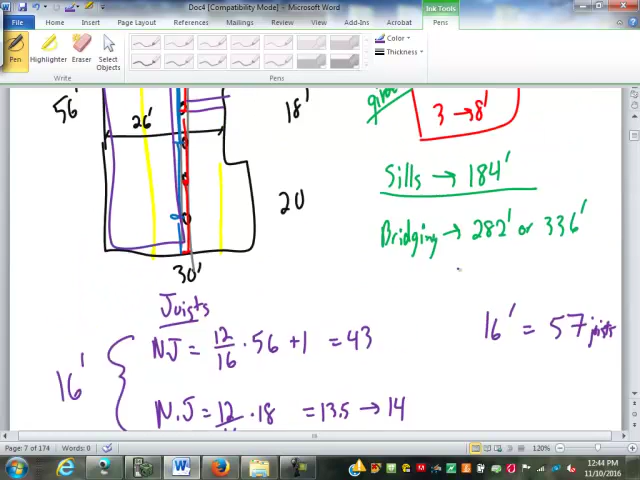 Doc4 [Compatibility Mode] - Microsoft Word
Ink Tools
File Home Insert Page Layout References Mailings Review View Add-Ins Acrobat Pens
Pen Highlighter Eraser Select Objects
Color
Thickness
Write Pens
56'
26'
18'
20
30'
girder
3 → 8'
Sills → 184'
Bridging → 282' or 336'
Joists
16'
N.J = 12/16 · 56 + 1 = 43
16' = 57 joists
N.J = 12 · 18 = 13.5 → 14
Page: 7 of 174 Words: 0
120%
12:44 PM
11/10/2016